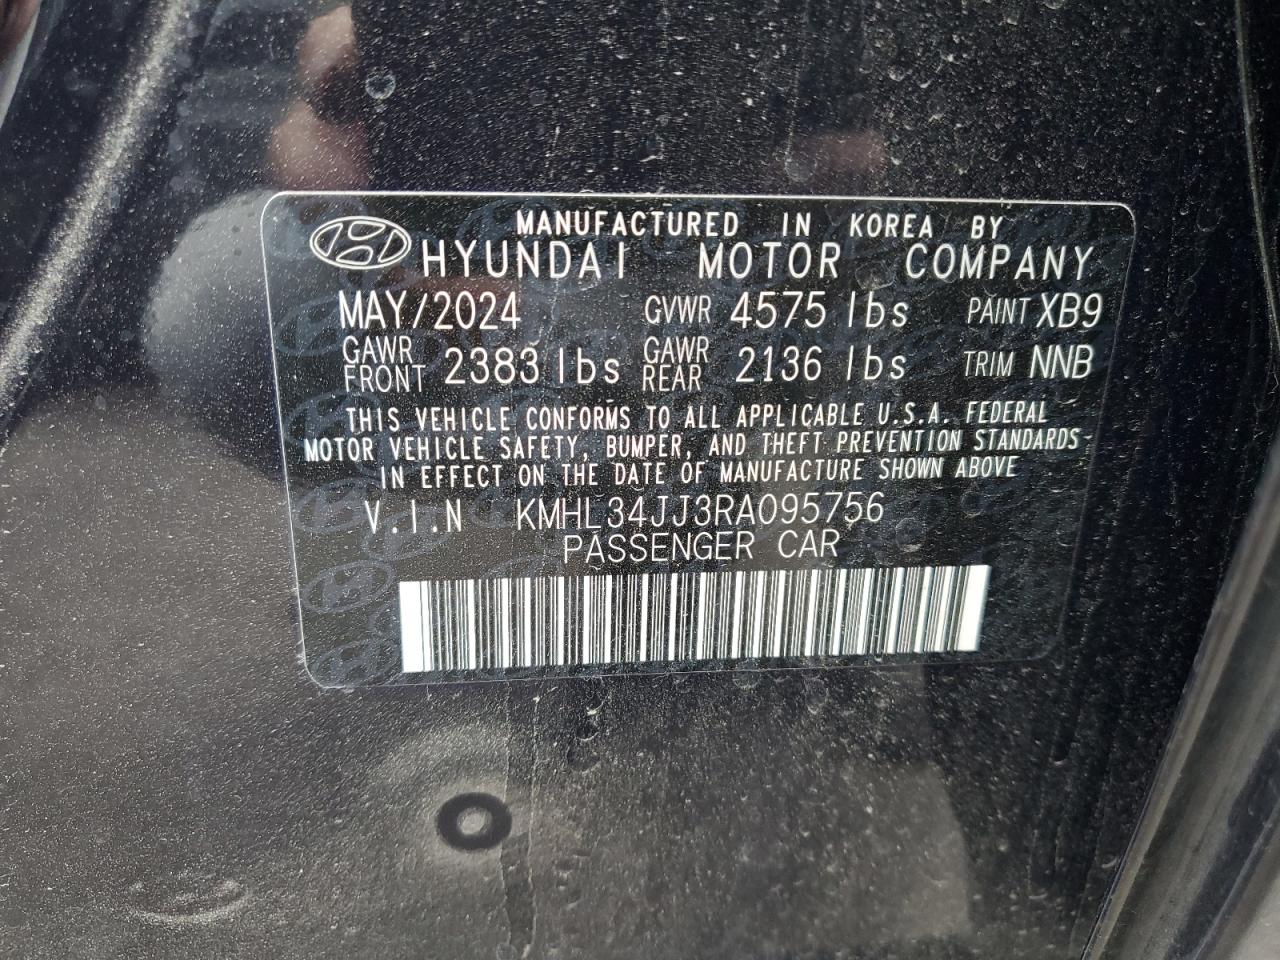 MANUFACTURED IN KOREA BY
HYUNDAI MOTOR COMPANY
MAY/2024 GVWR 4575 lbs PAINT XB9
GAWR FRONT 2383 lbs GAWR REAR 2136 lbs TRIM NNB
THIS VEHICLE CONFORMS TO ALL APPLICABLE U.S.A. FEDERAL
MOTOR VEHICLE SAFETY, BUMPER, AND THEFT PREVENTION STANDARDS
IN EFFECT ON THE DATE OF MANUFACTURE SHOWN ABOVE
V.I.N KMHL34JJ3RA095756
PASSENGER CAR